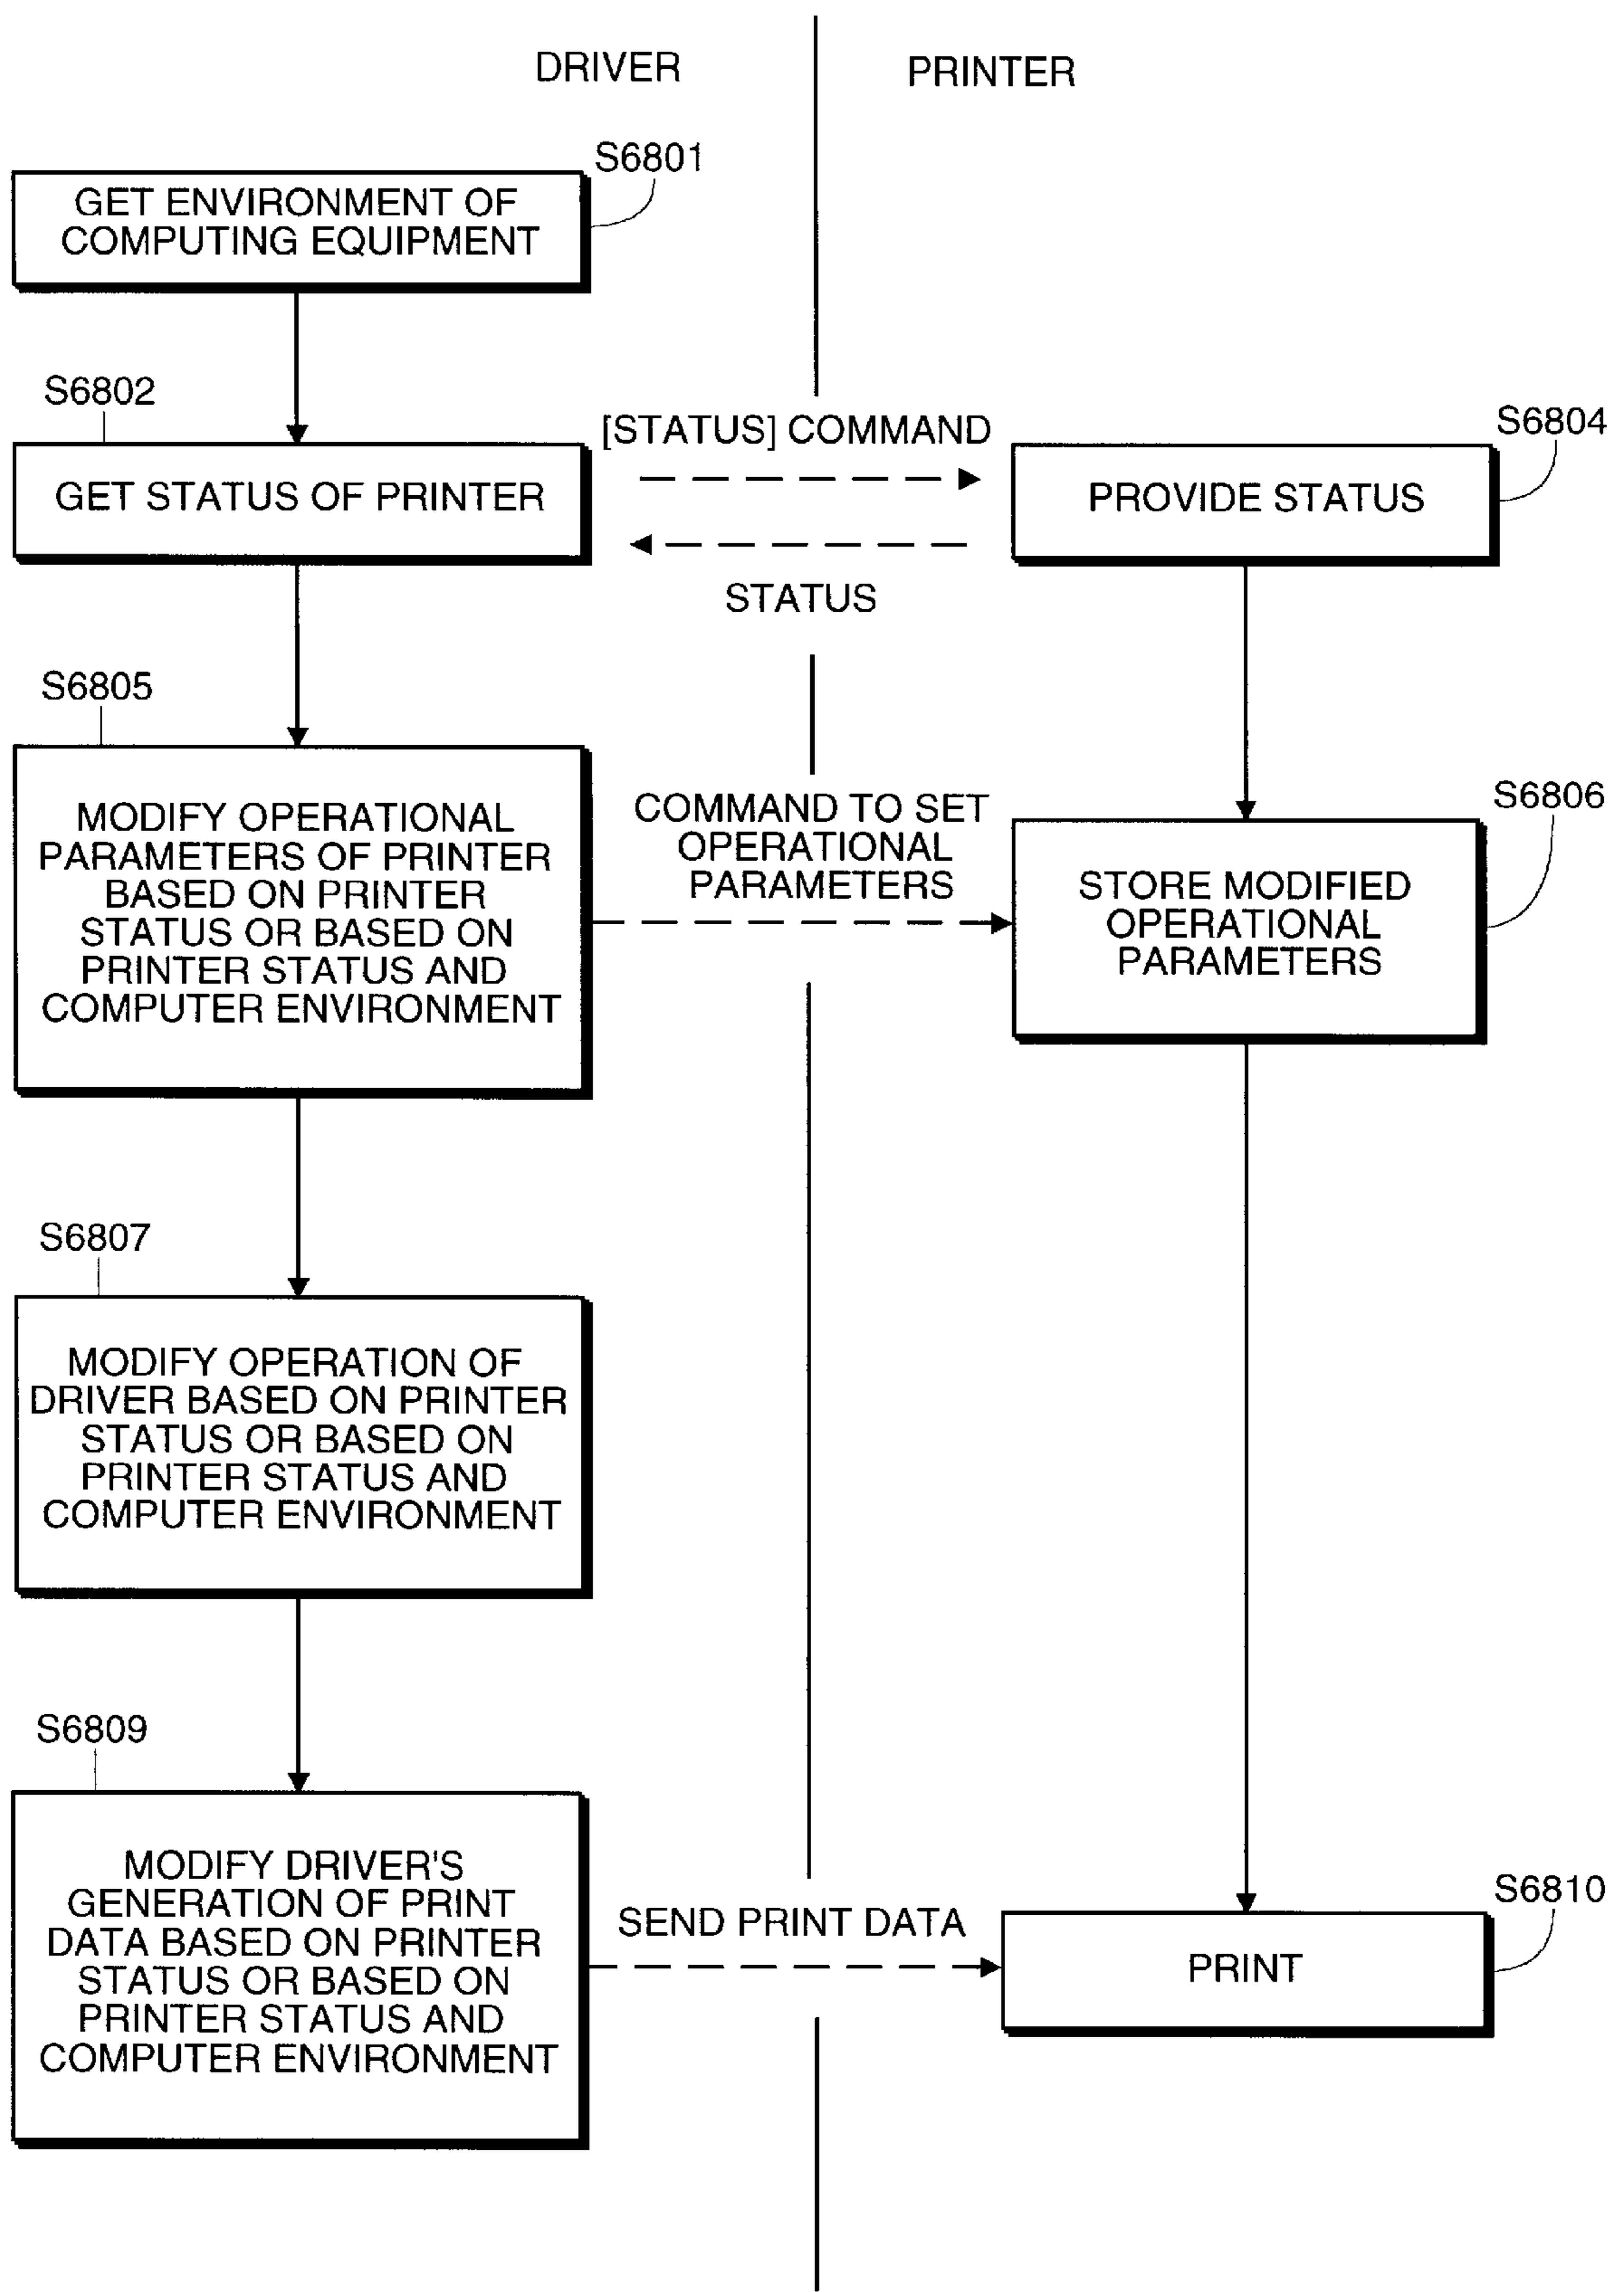 DRIVER
PRINTER
S6801
GET ENVIRONMENT OF
COMPUTING EQUIPMENT
S6802
GET STATUS OF PRINTER
[STATUS] COMMAND
STATUS
S6804
PROVIDE STATUS
S6805
MODIFY OPERATIONAL
PARAMETERS OF PRINTER
BASED ON PRINTER
STATUS OR BASED ON
PRINTER STATUS AND
COMPUTER ENVIRONMENT
COMMAND TO SET
OPERATIONAL
PARAMETERS
S6806
STORE MODIFIED
OPERATIONAL
PARAMETERS
S6807
MODIFY OPERATION OF
DRIVER BASED ON PRINTER
STATUS OR BASED ON
PRINTER STATUS AND
COMPUTER ENVIRONMENT
S6809
MODIFY DRIVER'S
GENERATION OF PRINT
DATA BASED ON PRINTER
STATUS OR BASED ON
PRINTER STATUS AND
COMPUTER ENVIRONMENT
SEND PRINT DATA
S6810
PRINT